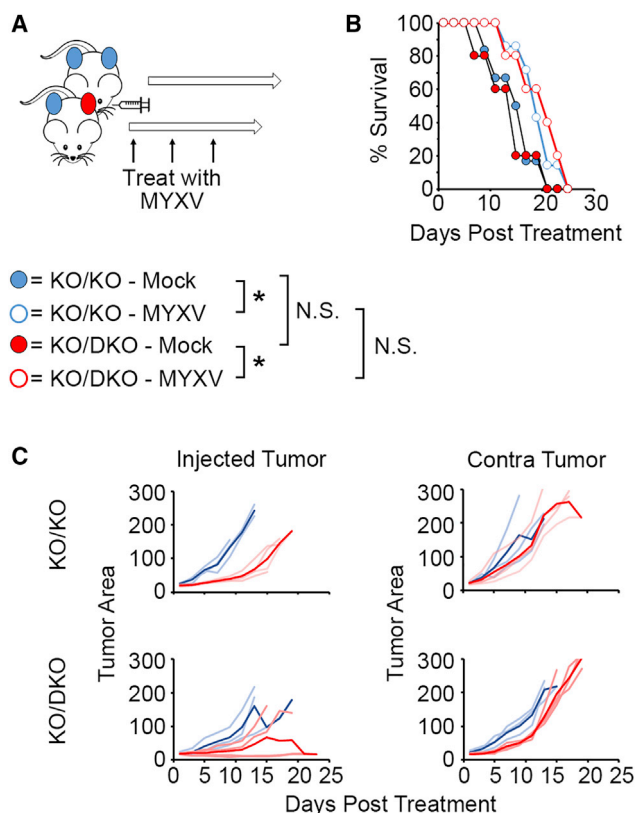 A
B
Treat with
MYXV
% Survival
100
80
60
40
20
0
0 10 20 30
Days Post Treatment
= KO/KO - Mock
= KO/KO - MYXV
= KO/DKO - Mock
= KO/DKO - MYXV
*
*
N.S.
N.S.
C
Injected Tumor
Contra Tumor
KO/KO
Tumor Area
300
200
100
0
Tumor Area
300
200
100
0
KO/DKO
300
200
100
0
0 5 10 15 20 25
300
200
100
0
0 5 10 15 20 25
Days Post Treatment